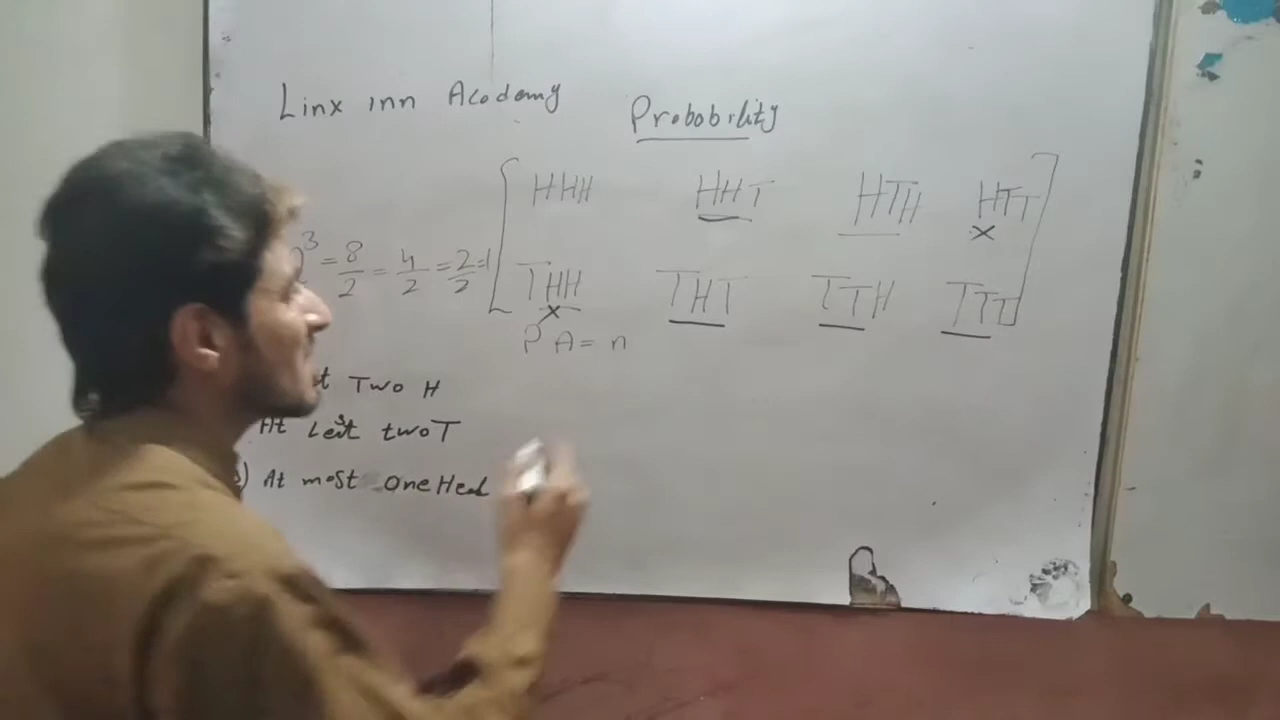 Linx inn Acodomy
Probobility
HHH HHT HTH HTT
3 = 8/2 = 4/2 = 2/2 = 1
THH THT TTH TTT
P A = n
t Two H
At Lest two T
) At most one Head